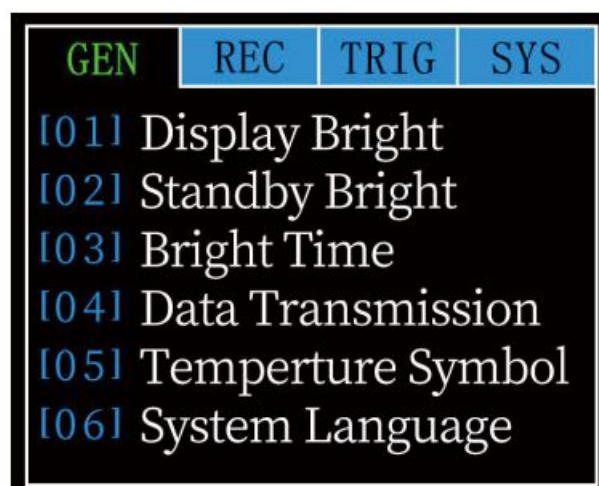 GEN REC TRIG SYS
[01] Display Bright
[02] Standby Bright
[03] Bright Time
[04] Data Transmission
[05] Temperture Symbol
[06] System Language